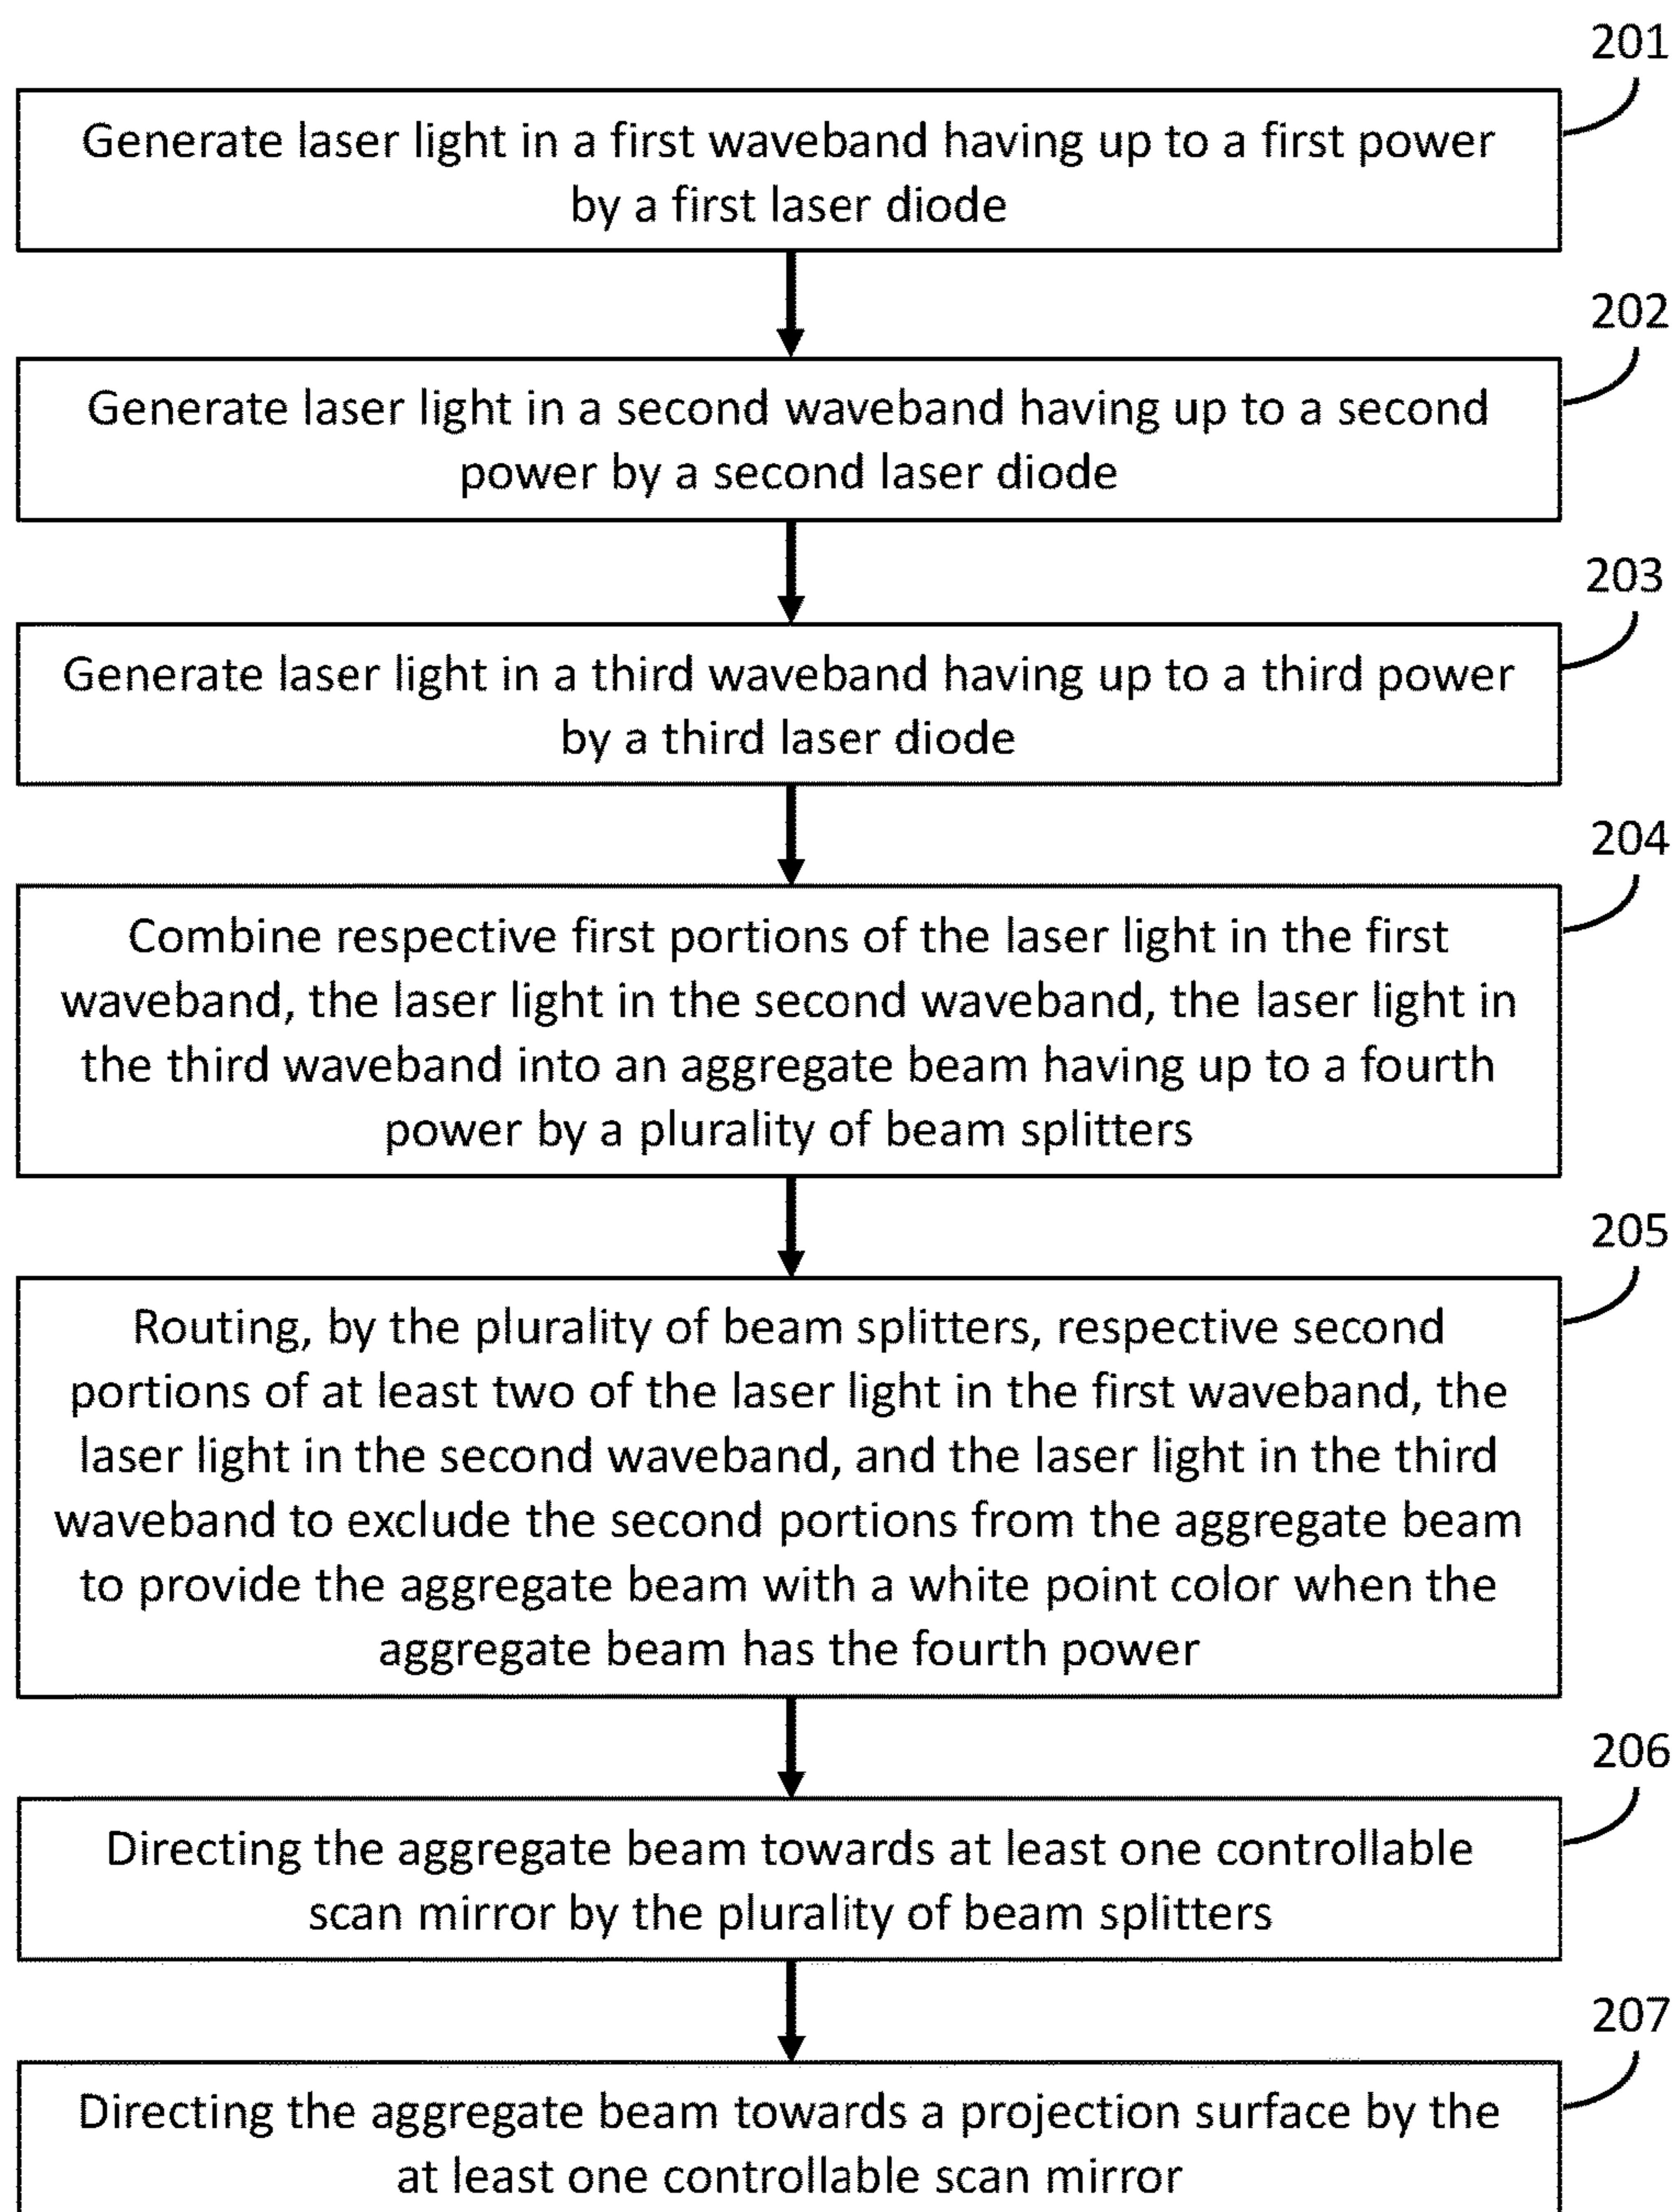 201
Generate laser light in a first waveband having up to a first power
by a first laser diode
202
Generate laser light in a second waveband having up to a second
power by a second laser diode
203
Generate laser light in a third waveband having up to a third power
by a third laser diode
204
Combine respective first portions of the laser light in the first
waveband, the laser light in the second waveband, the laser light in
the third waveband into an aggregate beam having up to a fourth
power by a plurality of beam splitters
205
Routing, by the plurality of beam splitters, respective second
portions of at least two of the laser light in the first waveband, the
laser light in the second waveband, and the laser light in the third
waveband to exclude the second portions from the aggregate beam
to provide the aggregate beam with a white point color when the
aggregate beam has the fourth power
206
Directing the aggregate beam towards at least one controllable
scan mirror by the plurality of beam splitters
207
Directing the aggregate beam towards a projection surface by the
at least one controllable scan mirror